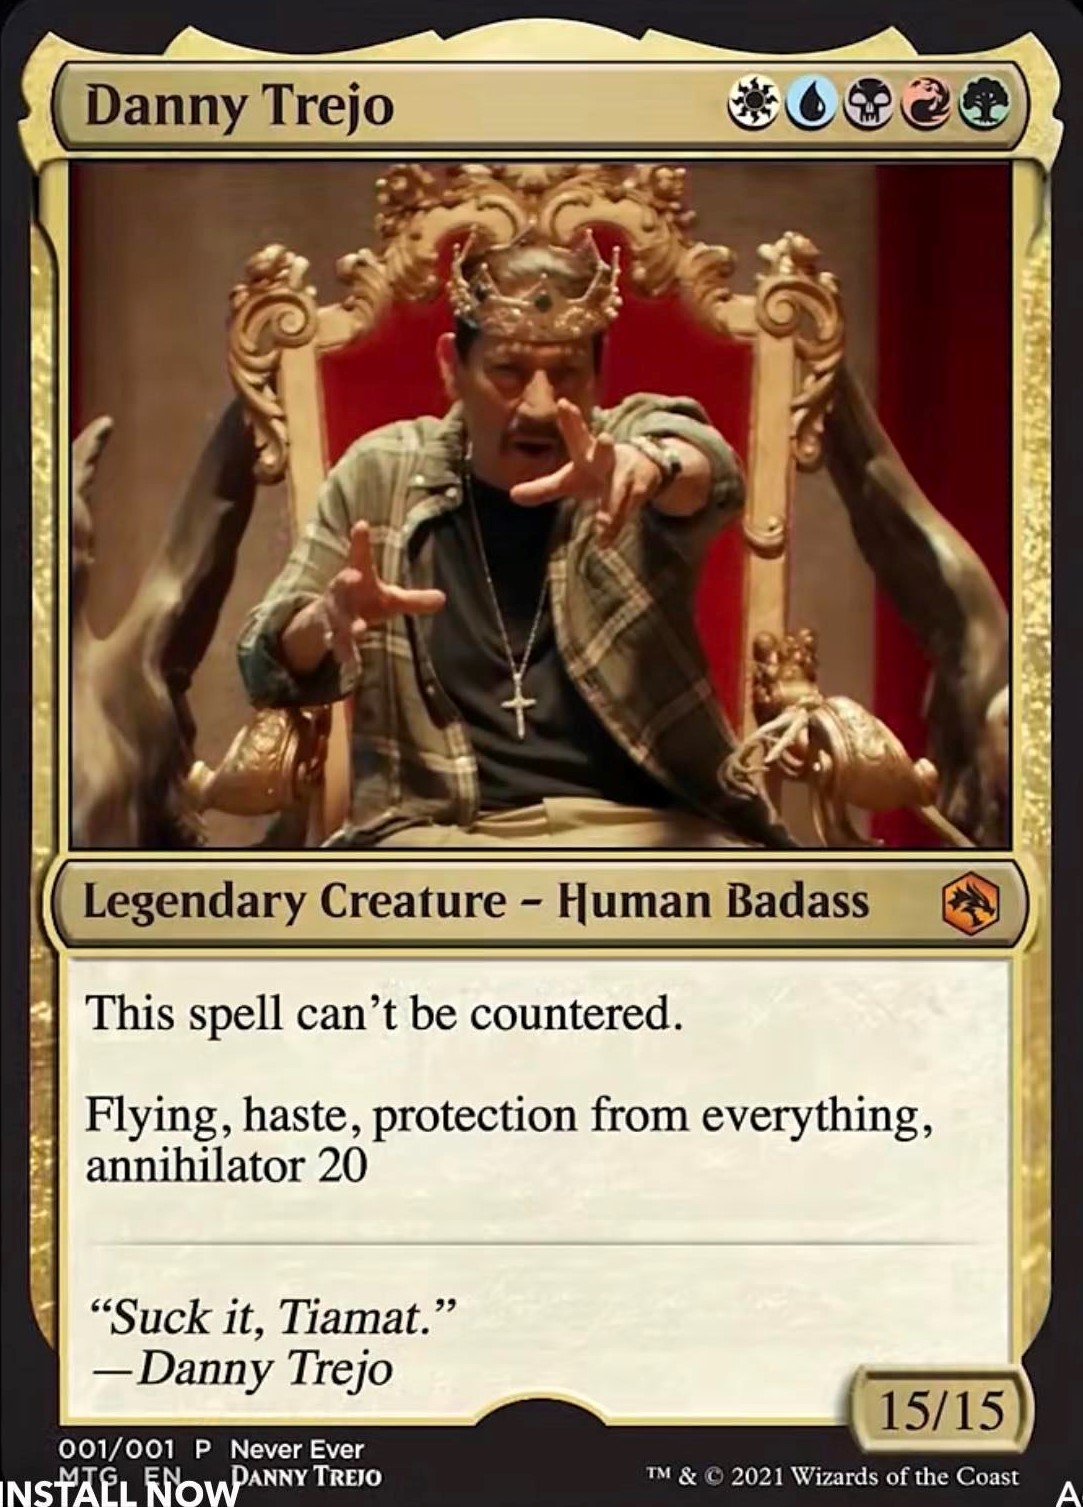 Danny Trejo
Legendary Creature – Human Badass
This spell can't be countered.
Flying, haste, protection from everything,
annihilator 20
“Suck it, Tiamat.”
—Danny Trejo
15/15
001/001 P Never Ever
MTG EN DANNY TREJO
™ & © 2021 Wizards of the Coast
INSTALL NOW
A